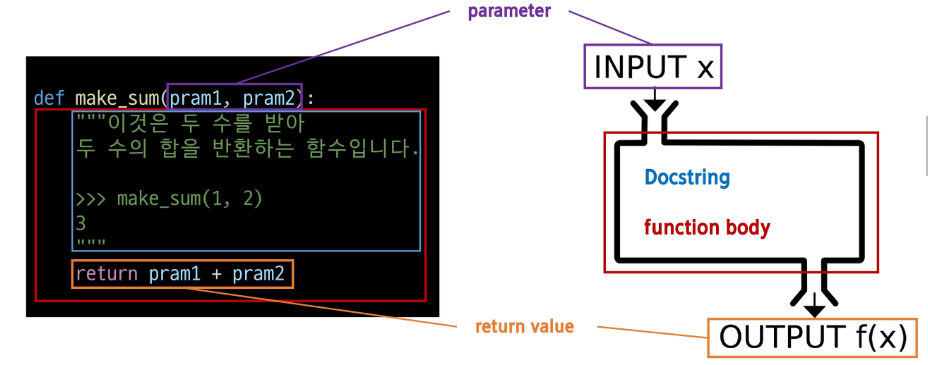 parameter
def make_sum(pram1, pram2):
"""이것은 두 수를 받아
두 수의 합을 반환하는 함수입니다.
>>> make_sum(1, 2)
3
"""
return pram1 + pram2
INPUT x
Docstring
function body
return value
OUTPUT f(x)